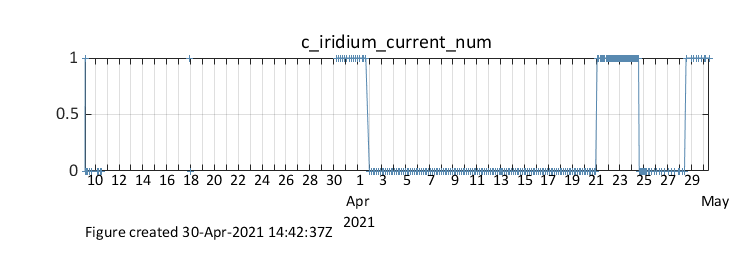 c_iridium_current_num
1
0.5
0
10 12 14 16 18 20 22 24 26 28 30 1 3 5 7 9 11 13 15 17 19 21 23 25 27 29
Apr May
2021
Figure created 30-Apr-2021 14:42:37Z